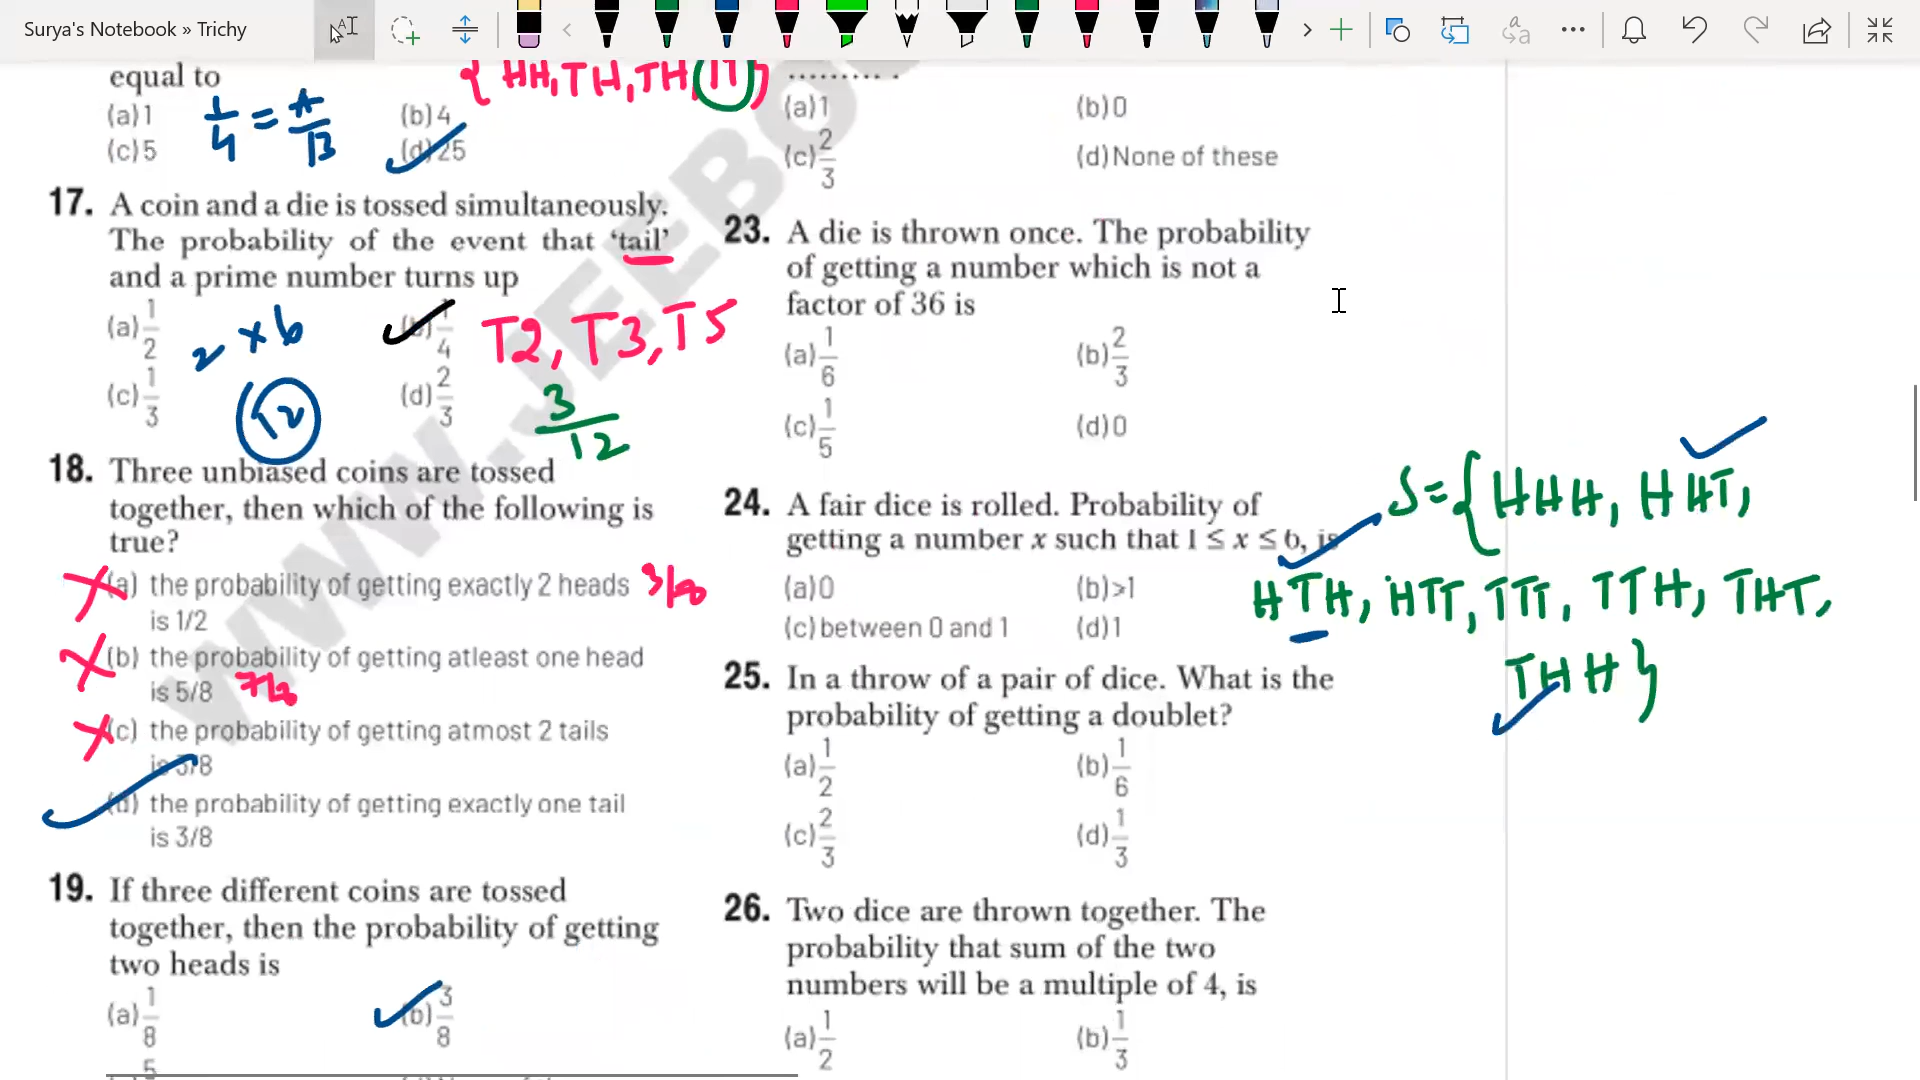 Surya's Notebook » Trichy
equal to
(a) 1
(b) 4
(c) 5
(d) 25
{ HH, TH, TH,
17. A coin and a die is tossed simultaneously.
The probability of the event that 'tail'
and a prime number turns up
(a) 1/2
(b) 1/4
(c) 1/3
(d) 2/3
2 × 6
12
T2, T3, T5
3/12
18. Three unbiased coins are tossed
together, then which of the following is
true?
(a) the probability of getting exactly 2 heads
is 1/2
3/8
(b) the probability of getting atleast one head
is 5/8
7/8
(c) the probability of getting atmost 2 tails
is 3/8
(d) the probability of getting exactly one tail
is 3/8
19. If three different coins are tossed
together, then the probability of getting
two heads is
(a) 1/8
(b) 3/8
.......... .
(a) 1
(b) 0
(c) 2/3
(d) None of these
23. A die is thrown once. The probability
of getting a number which is not a
factor of 36 is
(a) 1/6
(b) 2/3
(c) 1/5
(d) 0
24. A fair dice is rolled. Probability of
getting a number x such that 1 ≤ x ≤ 6, is
(a) 0
(b) >1
(c) between 0 and 1
(d) 1
25. In a throw of a pair of dice. What is the
probability of getting a doublet?
(a) 1/2
(b) 1/6
(c) 2/3
(d) 1/3
26. Two dice are thrown together. The
probability that sum of the two
numbers will be a multiple of 4, is
(a) 1/2
(b) 1/3
S = { HHH, HHT,
HTH, HTT, TTT, TTH, THT,
THH }